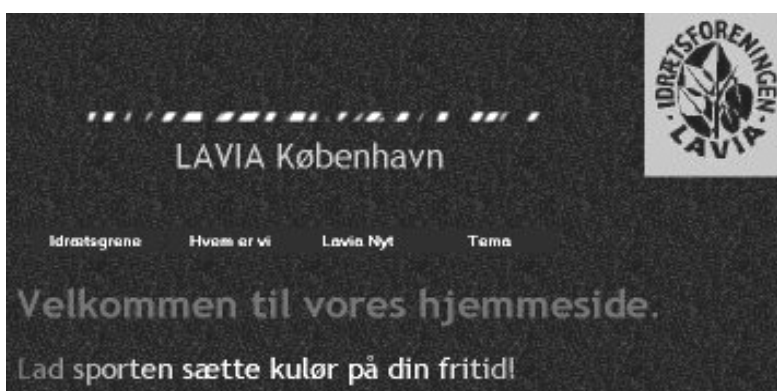 IDRÆTSFORENINGEN
· LAVIA ·
LAVIA København
Idrætsgrene Hvem er vi Lavia Nyt Tema
Velkommen til vores hjemmeside.
Lad sporten sætte kulør på din fritid!